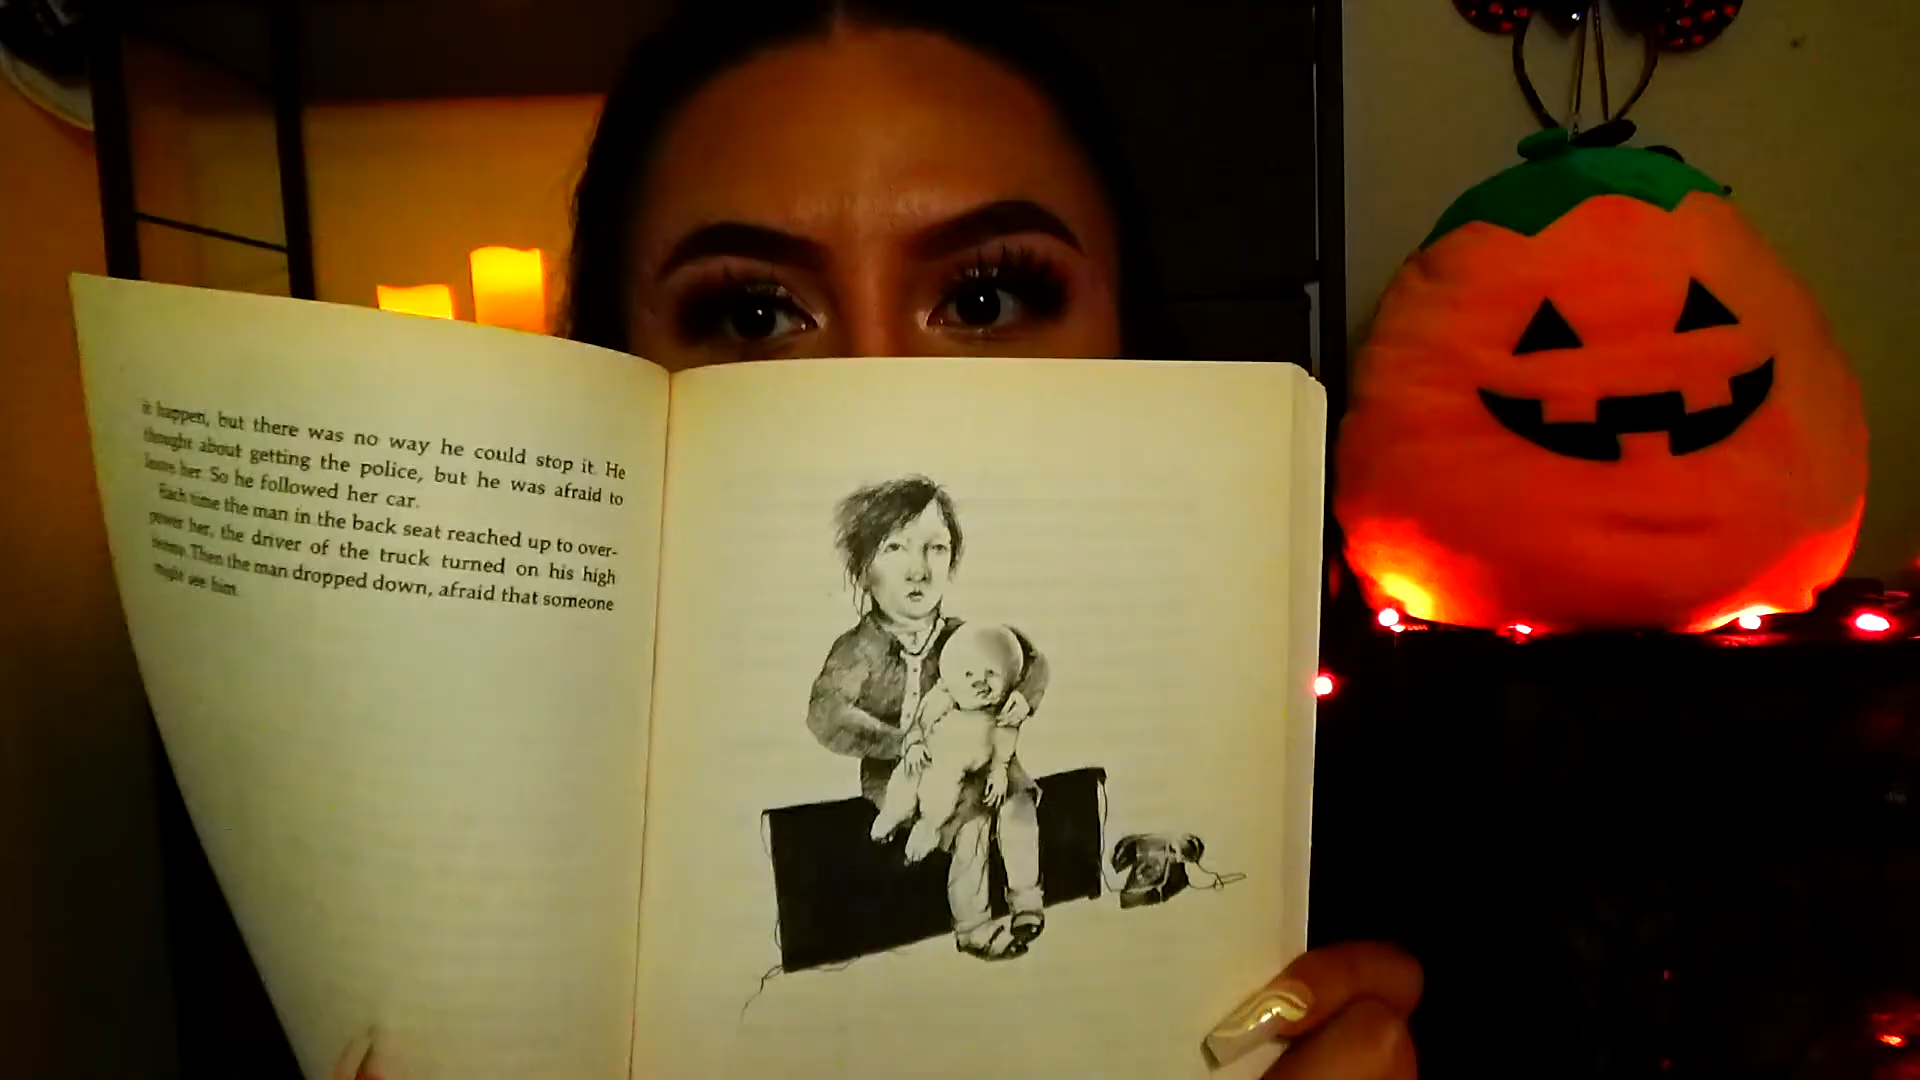 it happen, but there was no way he could stop it. He
thought about getting the police, but he was afraid to
leave her. So he followed her car.
Each time the man in the back seat reached up to over-
power her, the driver of the truck turned on his high
beams. Then the man dropped down, afraid that someone
might see him.